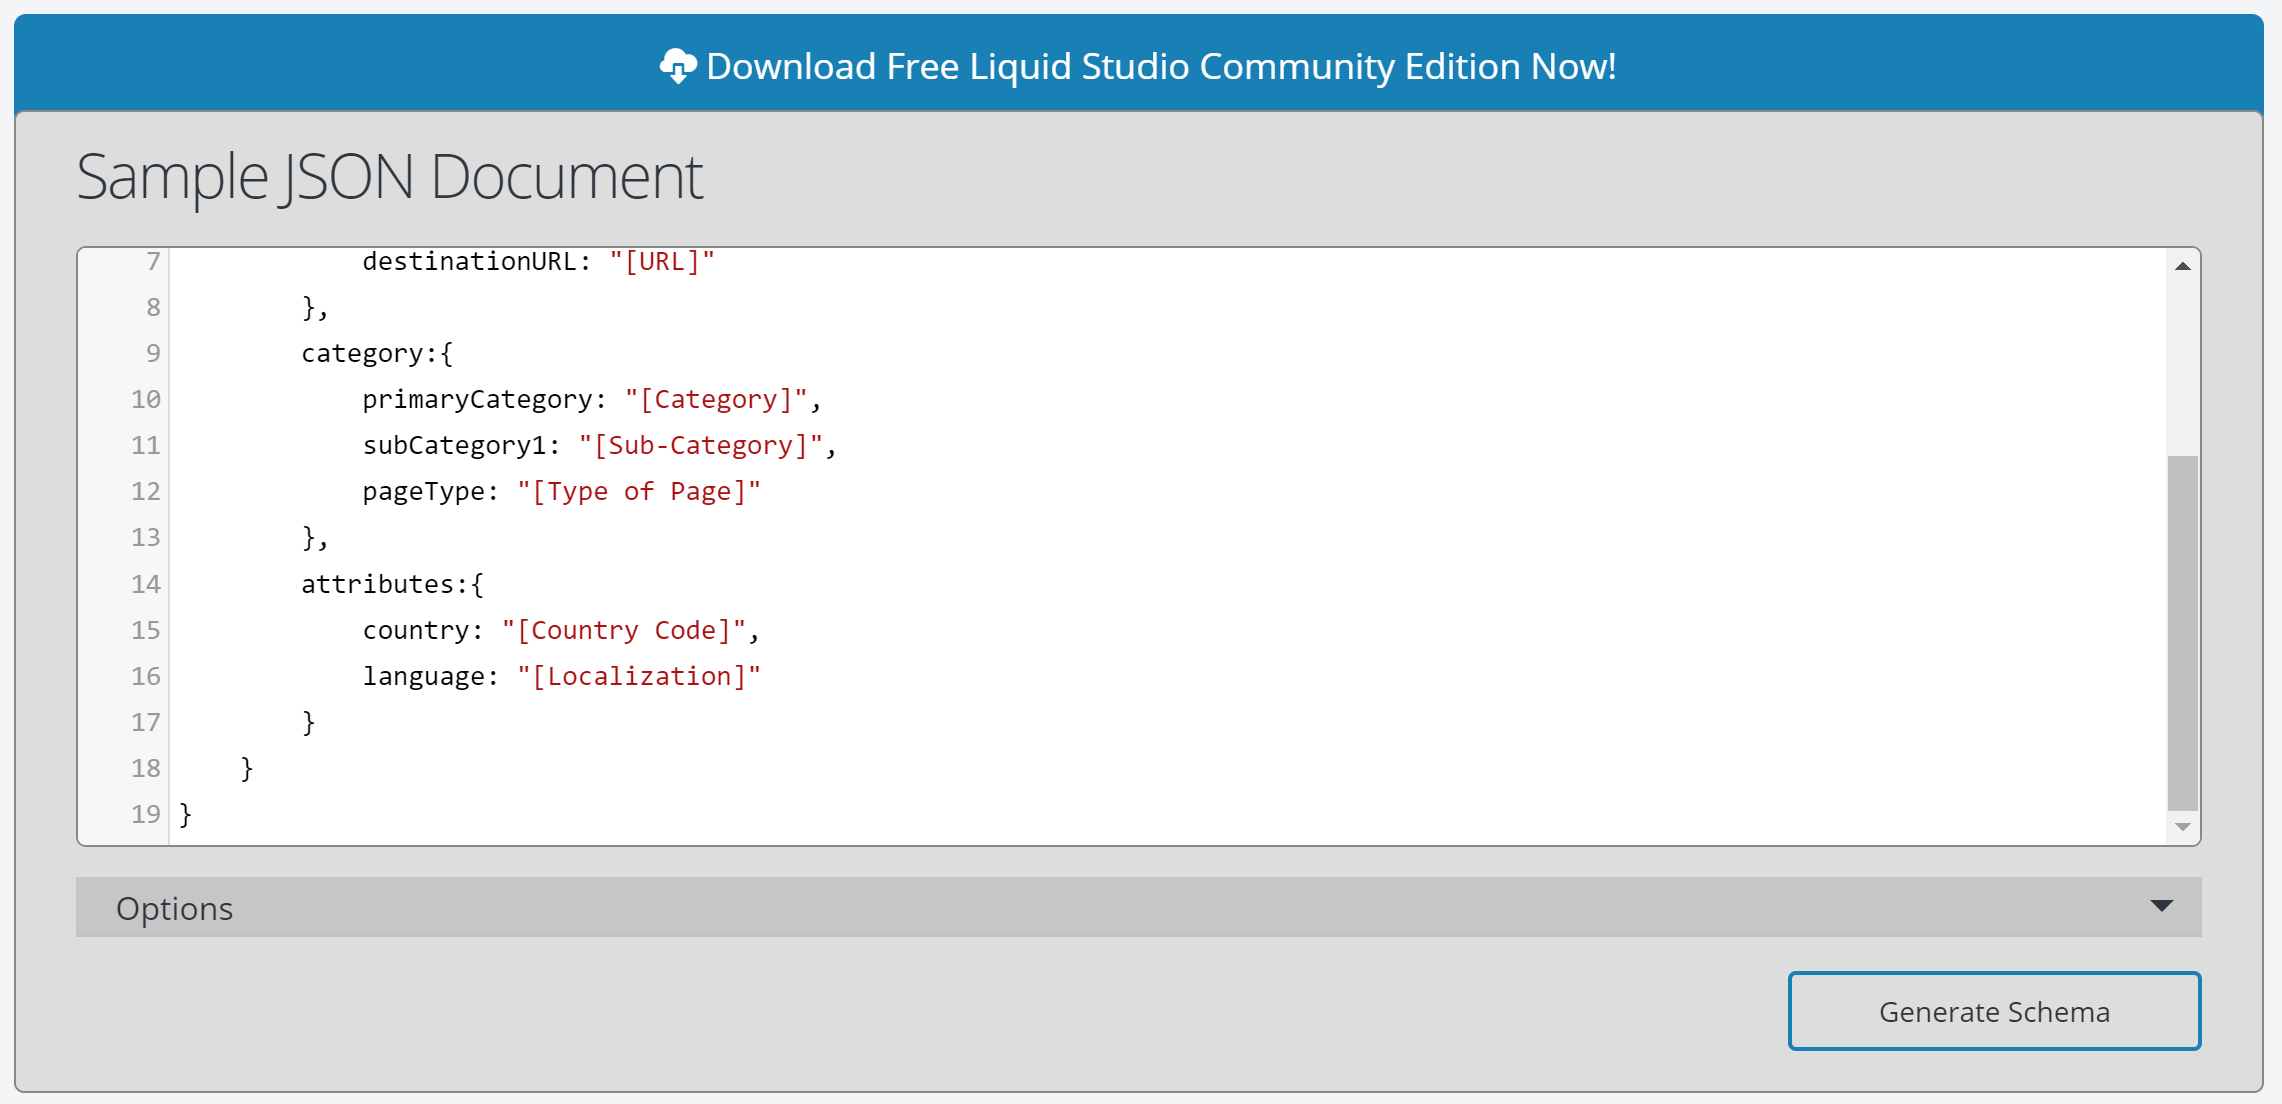 Download Free Liquid Studio Community Edition Now!
Sample JSON Document
7 destinationURL: "[URL]"
8 },
9 category:{
10 primaryCategory: "[Category]",
11 subCategory1: "[Sub-Category]",
12 pageType: "[Type of Page]"
13 },
14 attributes:{
15 country: "[Country Code]",
16 language: "[Localization]"
17 }
18 }
19 }
Options
Generate Schema